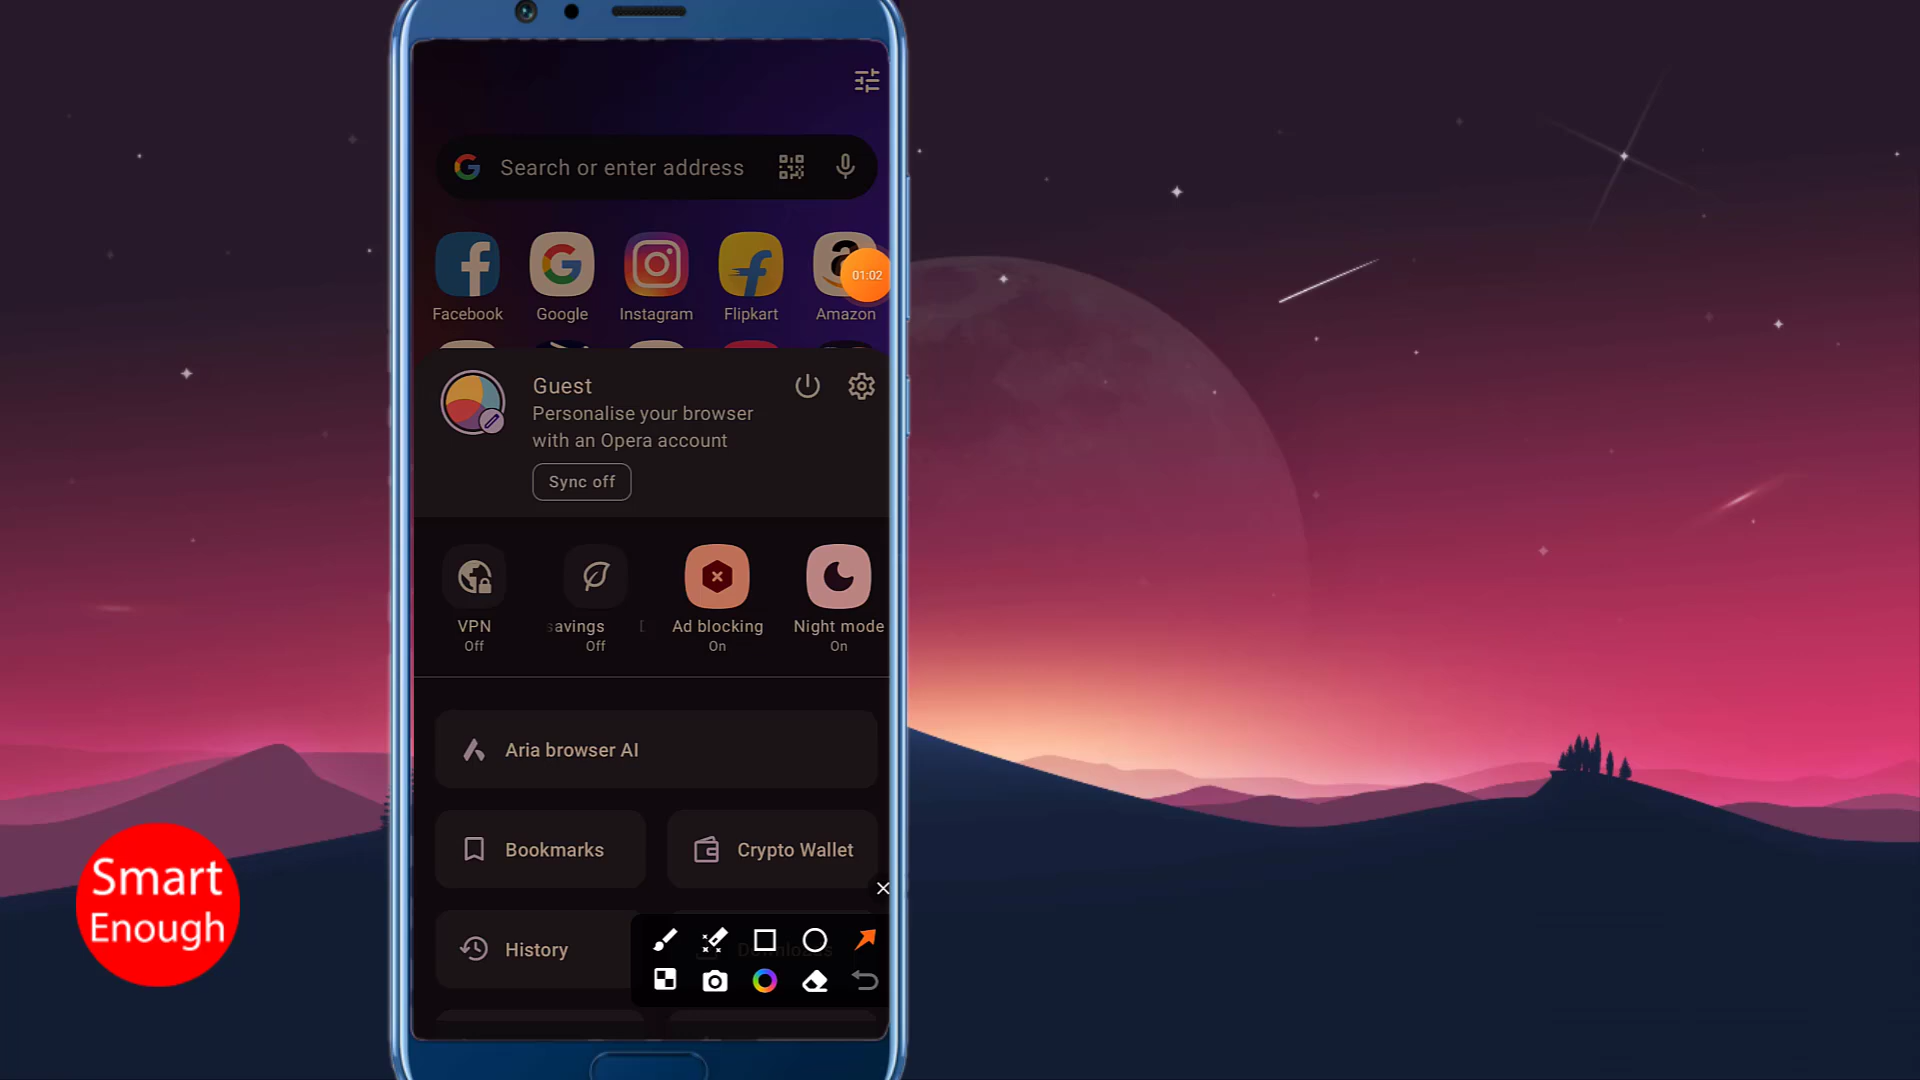 Search or enter address
Facebook
Google
Instagram
Flipkart
Amazon
01:02
Guest
Personalise your browser
with an Opera account
Sync off
VPN
Off
savings
Off
Ad blocking
On
Night mode
On
Aria browser AI
Bookmarks
Crypto Wallet
History
Downloads
Smart
Enough